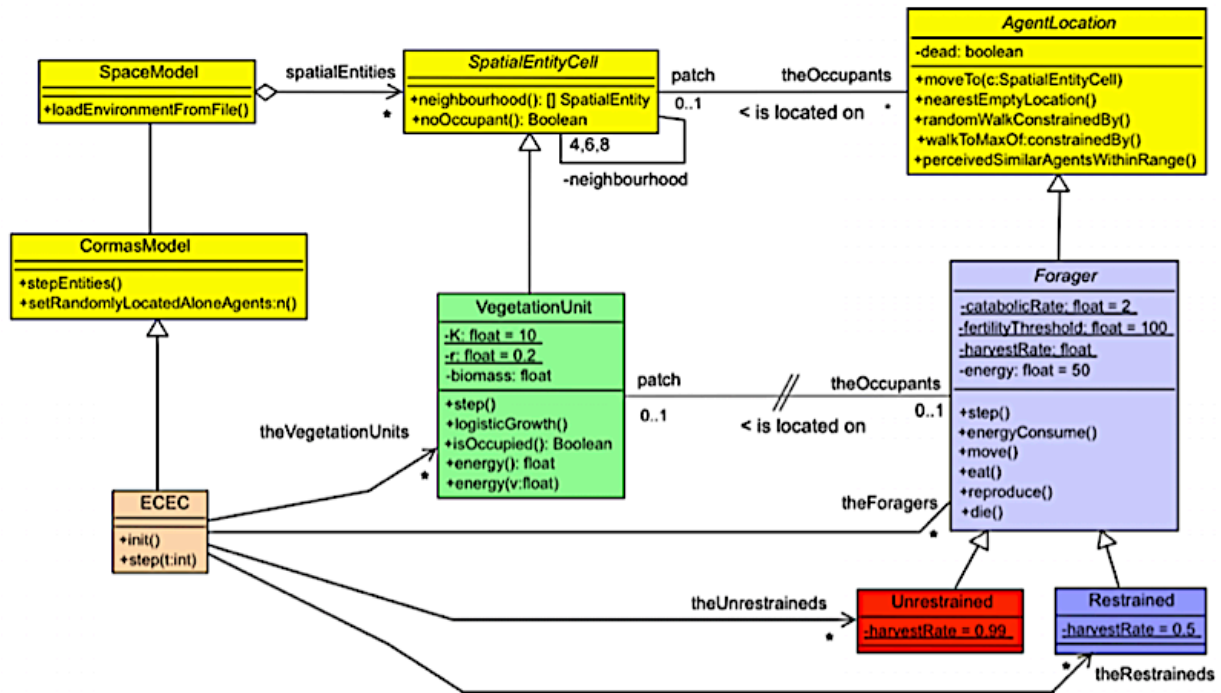 SpaceModel
+loadEnvironmentFromFile()
spatialEntities
*
SpatialEntityCell
+neighbourhood(): [] SpatialEntity
+noOccupant(): Boolean
4,6,8
-neighbourhood
patch
0..1
theOccupants
*
< is located on
AgentLocation
-dead: boolean
+moveTo(c:SpatialEntityCell)
+nearestEmptyLocation()
+randomWalkConstrainedBy()
+walkToMaxOf:constrainedBy()
+perceivedSimilarAgentsWithinRange()
CormasModel
+stepEntities()
+setRandomlyLocatedAloneAgents:n()
VegetationUnit
-K: float = 10
-r: float = 0.2
-biomass: float
+step()
+logisticGrowth()
+isOccupied(): Boolean
+energy(): float
+energy(v:float)
patch
0..1
theOccupants
0..1
< is located on
Forager
-catabolicRate: float = 2
-fertilityThreshold: float = 100
-harvestRate: float
-energy: float = 50
+step()
+energyConsume()
+move()
+eat()
+reproduce()
+die()
theVegetationUnits
*
ECEC
+init()
+step(t:int)
theForagers
*
theUnrestraineds
*
Unrestrained
-harvestRate = 0.99
Restrained
-harvestRate = 0.5
*
theRestraineds